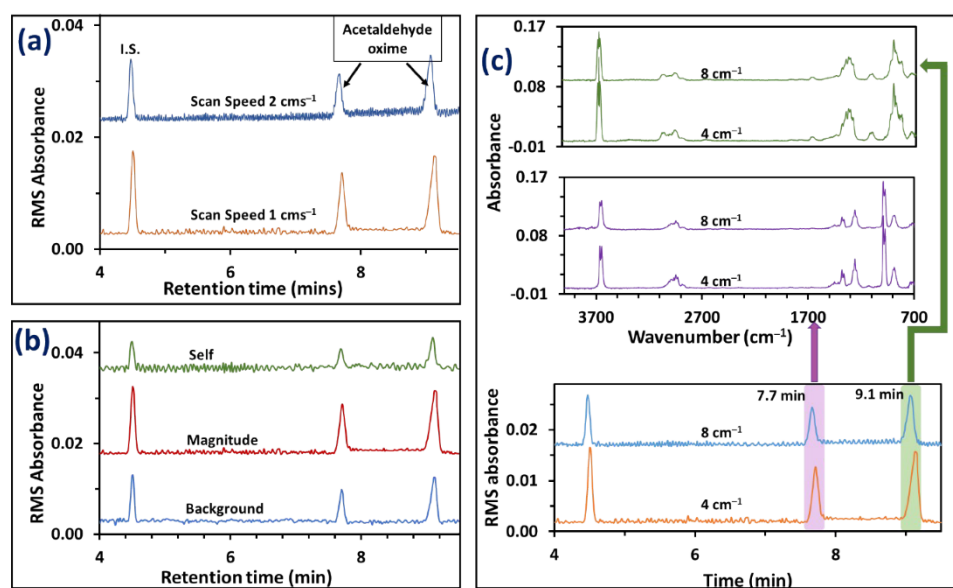 (a)
0.04
0.02
0.00
RMS Absorbance
I.S.
Acetaldehyde
oxime
Scan Speed 2 cms⁻¹
Scan Speed 1 cms⁻¹
4 6 8
Retention time (mins)
(b)
0.04
0.02
0.00
RMS Absorbance
Self
Magnitude
Background
4 6 8
Retention time (min)
(c)
0.17
0.08
-0.01
8 cm⁻¹
4 cm⁻¹
Absorbance
0.17
0.08
-0.01
8 cm⁻¹
4 cm⁻¹
3700 2700 1700 700
Wavenumber (cm⁻¹)
7.7 min 9.1 min
0.02
0.01
0.00
RMS absorbance
8 cm⁻¹
4 cm⁻¹
4 6 8
Time (min)